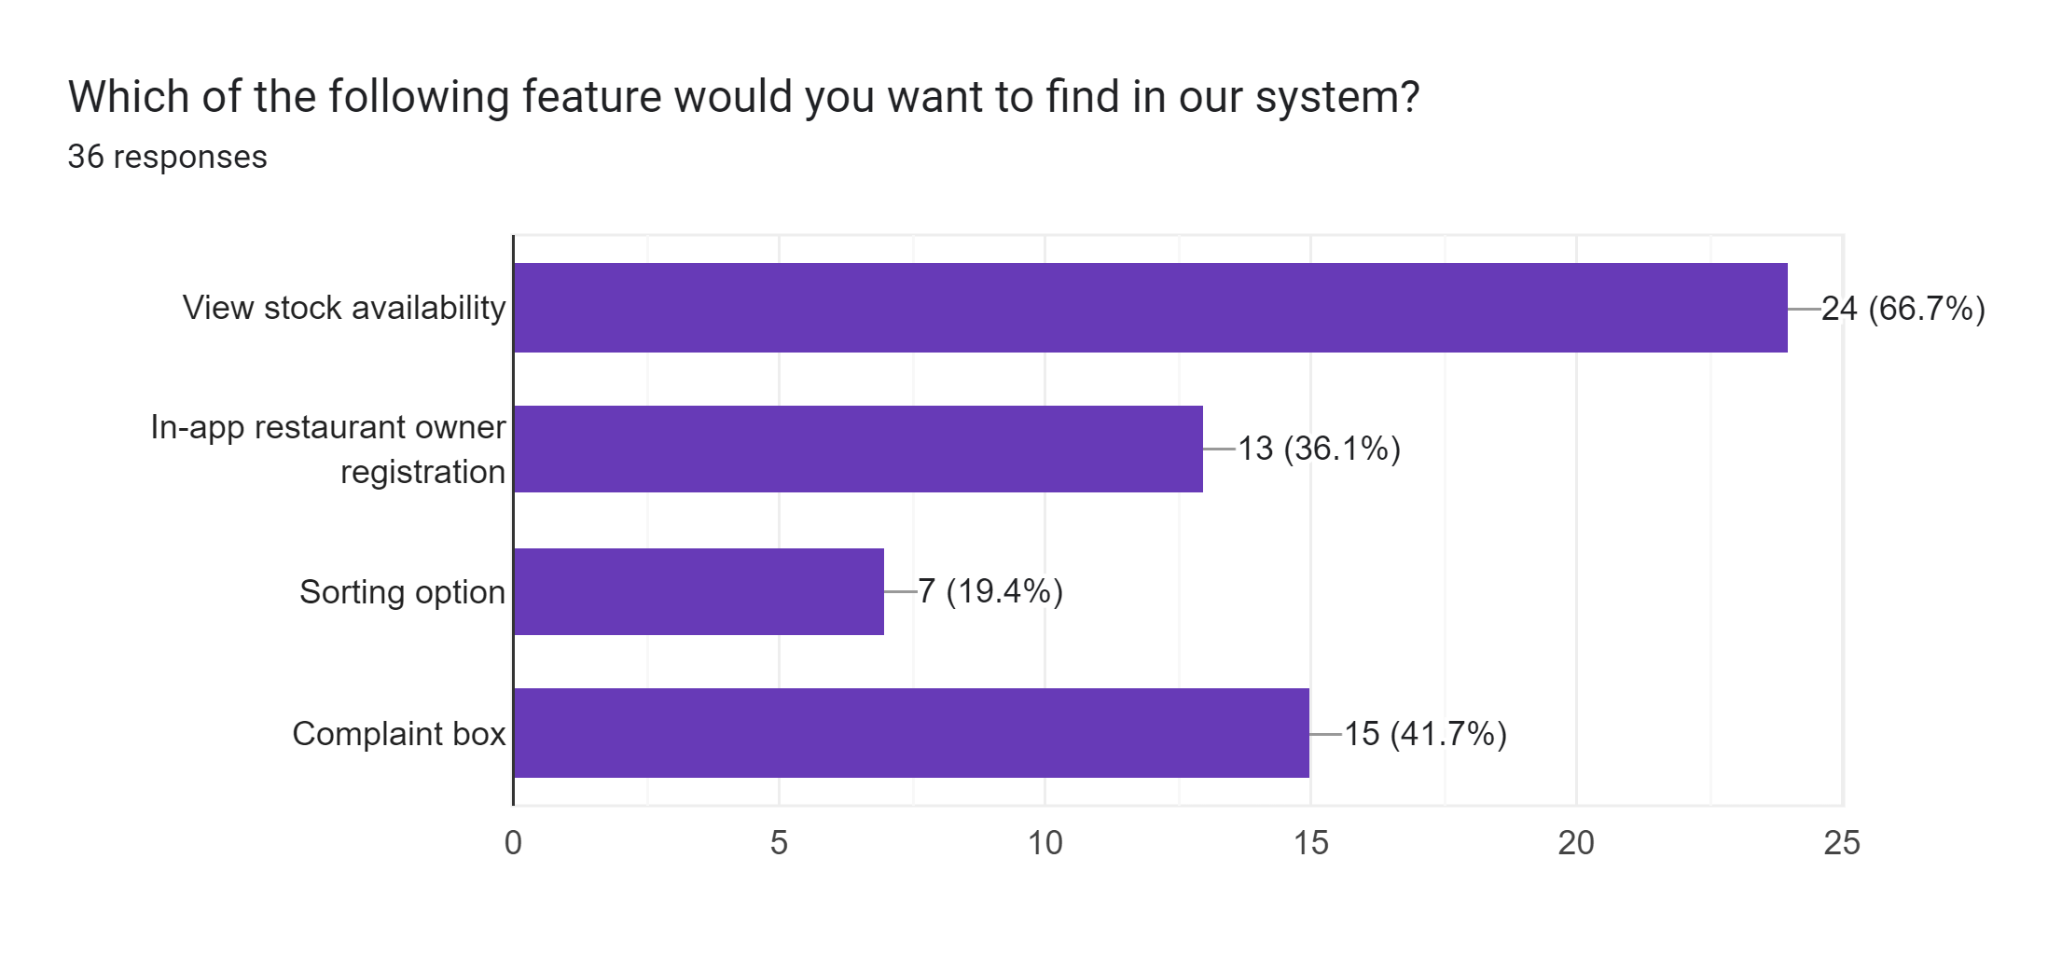 Which of the following feature would you want to find in our system?
36 responses
View stock availability
24 (66.7%)
In-app restaurant owner
registration
13 (36.1%)
Sorting option
7 (19.4%)
Complaint box
15 (41.7%)
0 5 10 15 20 25